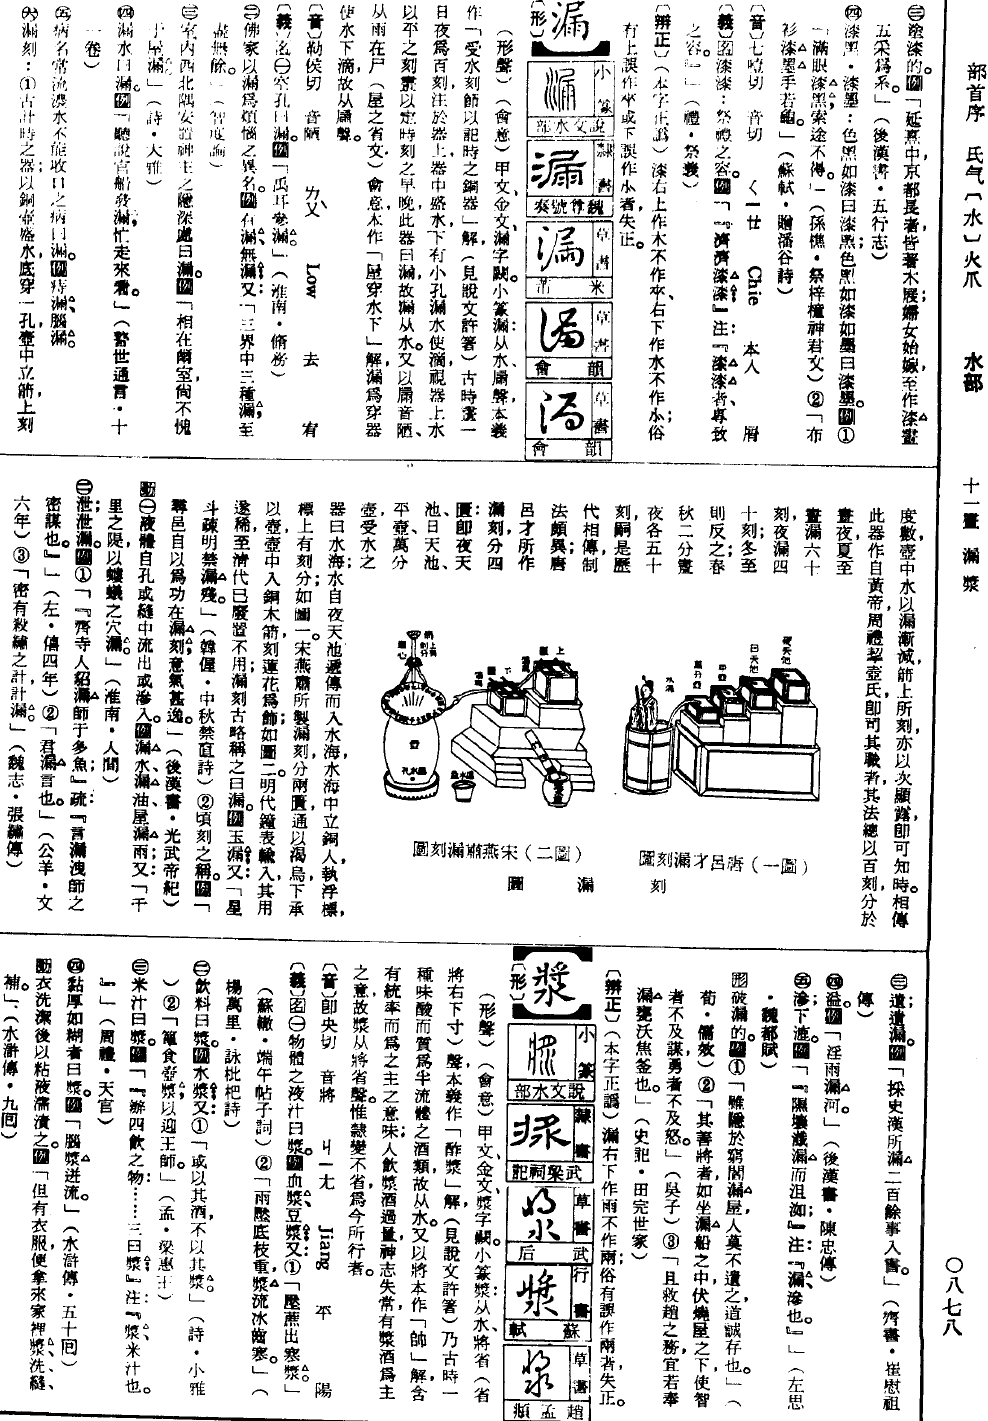 部首序 氏气〔水〕火爪 水部 十一畫 漏 漿 〇八七八
㊂塗漆的。例「延熹中京都長者皆著木屐婦女始嫁,至作漆畫
五采爲系。」(後漢書・五行志)
㊃漆黑・漆墨:色黑如漆曰漆黑;色黑如漆如墨曰漆墨。例①
「滿眼漆黑,索途不得。」(孫樵・祭梓橦神君文)②「布
衫漆墨手若龜。」(蘇軾・贈潘谷詩)
〔音〕七噎切 音切 ㄑㄧㄝ Chie 本入 屑
〔義〕囹漆漆:祭禮之容。例「『濟濟漆漆』注『漆漆者,專致
之容。』」(禮・祭義)
〔辨正〕(本字正譌)漆右上作木不作夾、右下作水不作小;俗
有上誤作夾或下誤作小者,失正。
漏
〔形〕
小篆 說文水部
隸書 魏尊號奏
草書 米芾
草書 韻會
草書 韻會
(形聲)(會意)甲文、金文漏字闕。小篆漏:从水、屚聲,本義
作「受水刻節以記時之銅器」解,(見說文許箸)古時晝一
日夜爲百刻,注於器上,器中盛水,下有小孔漏水使滴,視器上水
以平之刻晝以定時刻之早晚,此器曰漏,故漏从水。又以屚音陋,
从雨在尸(屋之省文)會意,本作「屋穿水下」解,漏爲穿器
使水下滴,故从屚聲。
〔音〕勒侯切 音陋 ㄌㄡ Low 去 宥
〔義〕囹㊀空孔曰漏。例「禹耳參漏。」(淮南・脩務)
㊁佛家以漏爲煩惱之異名。例有漏、無漏;又「三界中三種漏,至
盡無餘。」(智度論)
㊂室內西北隅安置神主之隱深處曰漏。例「相在爾室,尙不愧
于屋漏」(詩・大雅)
㊃漏水曰漏。例「聽說官船發漏,忙走來看。」(警世通言・十
一卷)
㊄病名,常流濃水不能收口之病曰漏。例痔漏、腦漏。
㊅漏刻:①古計時之器,以銅壺盛水,底穿一孔,壺中立箭,上刻
度數,壺中水以漏漸減,箭上所刻亦以次顯露,卽可知時。相傳
此器作自黃帝,周禮挈壺氏,卽司其職者,其法總以百刻分於
晝夜,夏至
晝漏六十
刻,夜漏四
十刻;冬至
則反之;春
秋二分,晝
夜各五十
刻,嗣是歷
代相傳,制
法頗異;唐
呂才所作
漏刻分四
匱,卽夜天
池、日天池、
平壺、萬分
壺,受水之
器曰水海,水自夜天池遞傳而入水海,水海中立銅人,執浮標,
標上有刻分,如圖一。宋燕肅所製漏刻,分兩匱,通以渴烏,下承
以壺,壺中入銅木箭,刻蓮花爲飾,如圖二。明代鐘表輸入,其用
遂稀,至清代已廢置不用;漏刻古略稱之曰漏。例玉漏;又「星
斗疎明禁漏殘。」(韓偓・中秋禁直詩)②頃刻之稱。例「
尋邑自以爲功在漏刻,意氣甚逸。」(後漢書・光武帝紀)
夜天池 日天池 平壺 萬分壺 水海
(圖一)唐呂才漏刻圖
(圖二)宋燕肅漏刻圖
刻漏圖
動㊀液體自孔或縫中流出或滲入。例漏水、漏油、屋漏雨;又「千
里之隄,以螻蟻之穴漏。」(淮南・人間)
㊁泄,泄漏。例①「『齊寺人貂漏師于多魚』疏『言漏洩師之
密謀也。』」(左・僖四年)②「君漏言也。」(公羊・文
六年)③「密有殺繡之計,計漏。」(魏志・張繡傳)
㊂遺,遺漏。例「採史漢所漏二百餘事入書。」(齊書・崔慰祖
傳)
㊃溢。例「淫雨漏河。」(後漢書・陳忠傳)
㊄滲下,漉。例「『隰壤瀸漏而沮洳』注『漏,滲也。』」(左思
・魏都賦)
形破漏的。例①「雖隱於窮閻漏屋,人莫不遺之道,誠存也。」(
荀・儒效)②「其善將者,如坐漏船之中,伏燒屋之下,使智
者不及謀,勇者不及怒。」(吳子)③「且救趙之務,宜若奉
漏甕沃焦釜也。」(史記・田完世家)
〔辨正〕(本字正譌)漏右下作雨不作兩;俗有誤作兩者,失正。
漿
〔形〕
小篆 說文水部
隸書 武梁祠記
草書 武后
行書 蘇軾
草書 趙孟頫
(形聲)(會意)甲文、金文漿字闕。小篆漿:从水、將省(省
將右下寸)聲,本義作「酢漿」解,(見說文許箸)乃古時一
種味酸而質爲半流體之酒類,故从水。又以將本作「帥」解,含
有統率而爲之主之意味,人飲漿酒過量,神志失常,有漿酒爲主
之意,故漿从將省聲。惟隸變不省,爲今所行者。
〔音〕卽央切 音將 ㄐㄧㄤ Jiang 平 陽
〔義〕囹㊀物體之液汁曰漿。例血漿、豆漿;又①「壓蔗出寒漿。」
(蘇轍・端午帖子詞)②「雨壓底枝重,漿流冰齒寒。」(
楊萬里・詠枇杷詩)
㊁飲料曰漿。例水漿;又①「或以其酒,不以其漿。」(詩・小雅
)②「簞食壺漿,以迎王師。」(孟・梁惠王)
㊂米汁曰漿。例「『辦四飲之物:……三曰漿』注『漿,米汁也。
』」(周禮・天官)
㊃黏厚如糊者曰漿。例「腦漿迸流。」(水滸傳・五十回)
動衣洗潔後以粘液滿漬之。例「但有衣服,便拿來家裡漿洗縫
補。」(水滸傳・九回)